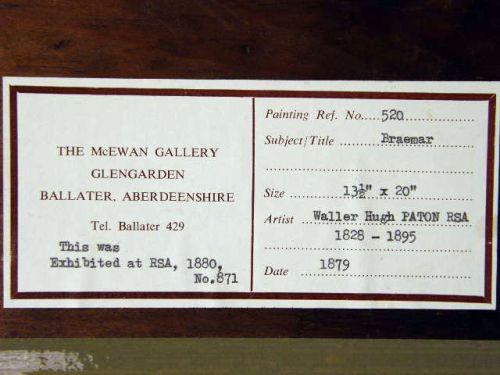 THE McEWAN GALLERY
GLENGARDEN
BALLATER, ABERDEENSHIRE
Tel. Ballater 429
This was
Exhibited at RSA, 1880,
No.871
Painting Ref. No.....520
Subject/Title ..... Braemar
Size 13½" x 20"
Artist Waller Hugh PATON RSA
1828 - 1895
Date 1879